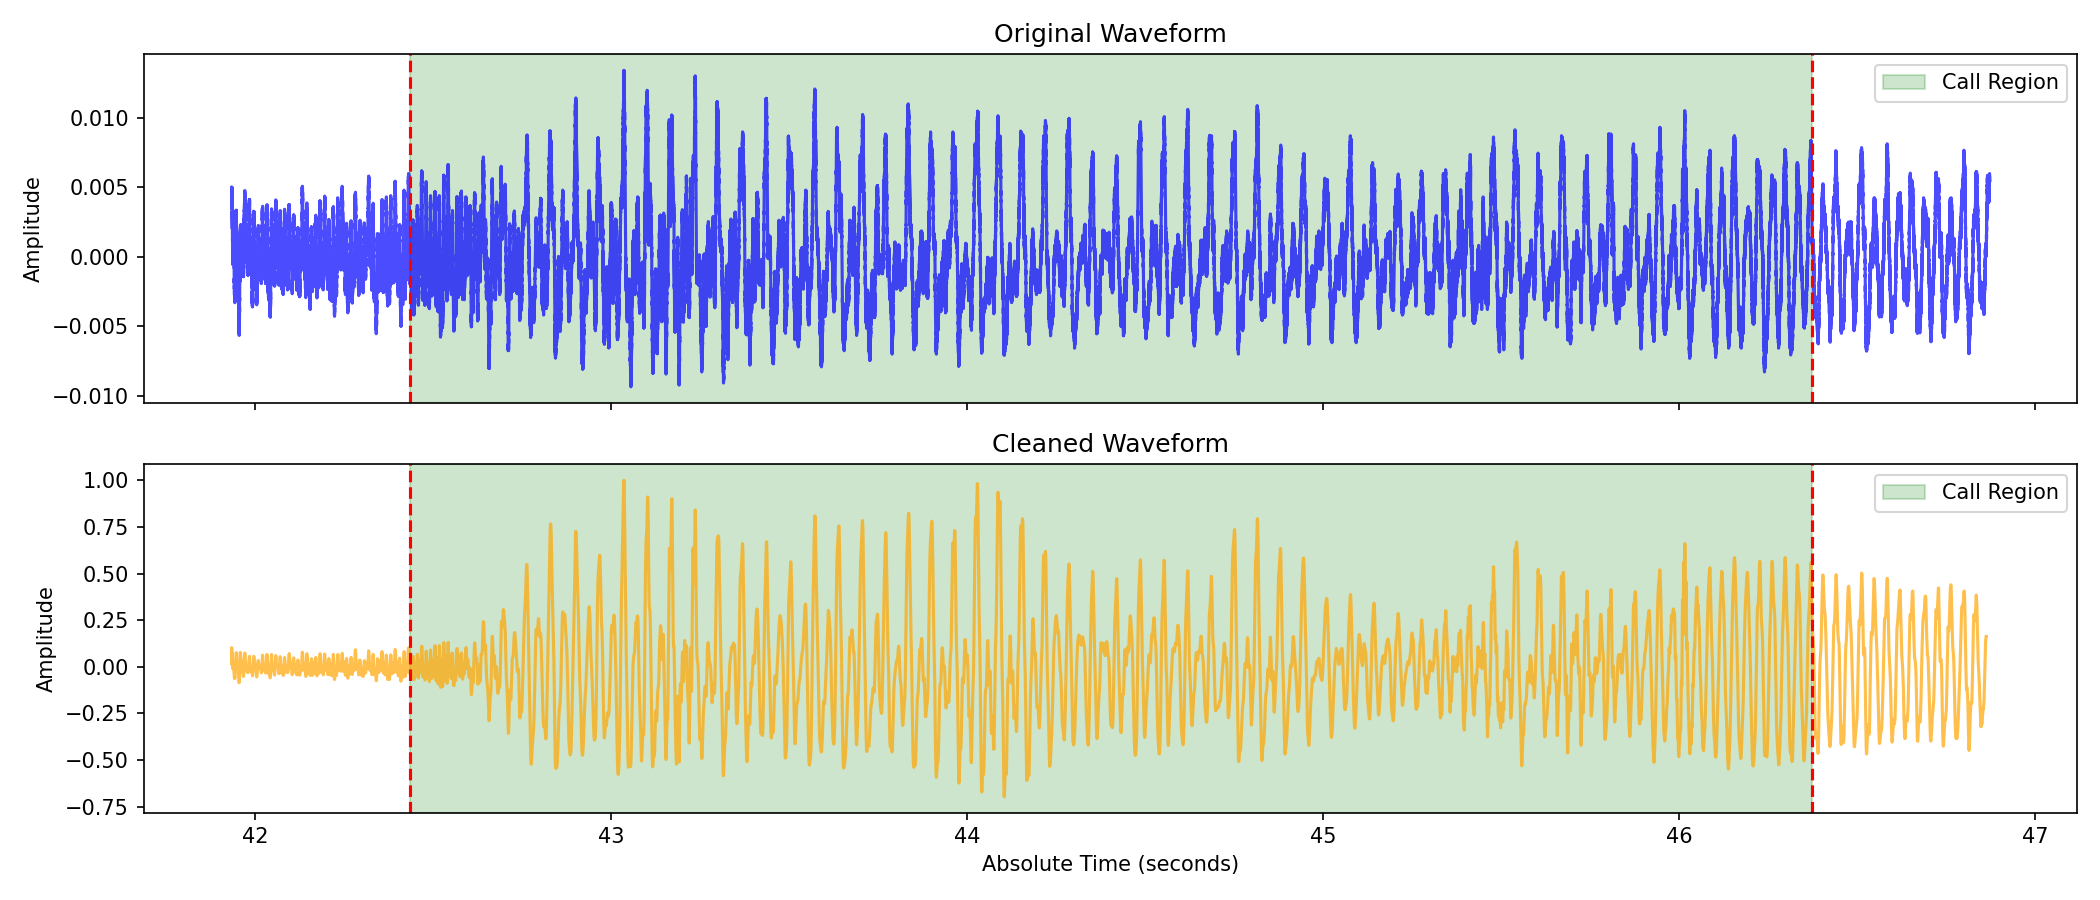 Original Waveform
Amplitude
0.010
0.005
0.000
−0.005
−0.010
Call Region
Cleaned Waveform
Amplitude
1.00
0.75
0.50
0.25
0.00
−0.25
−0.50
−0.75
Call Region
42 43 44 45 46 47
Absolute Time (seconds)